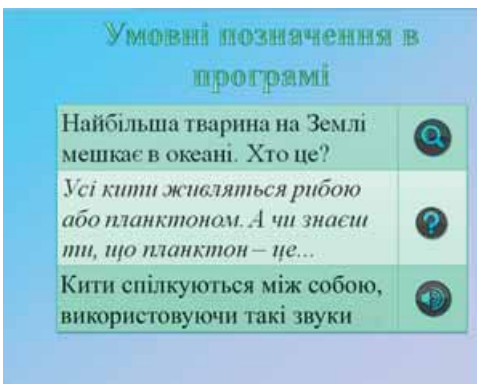 Умовні позначення в
програмі
Найбільша тварина на Землі
мешкає в океані. Хто це?
Усі кити живляться рибою
або планктоном. А чи знаєш
ти, що планктон – це...
Кити спілкуються між собою,
використовуючи такі звуки